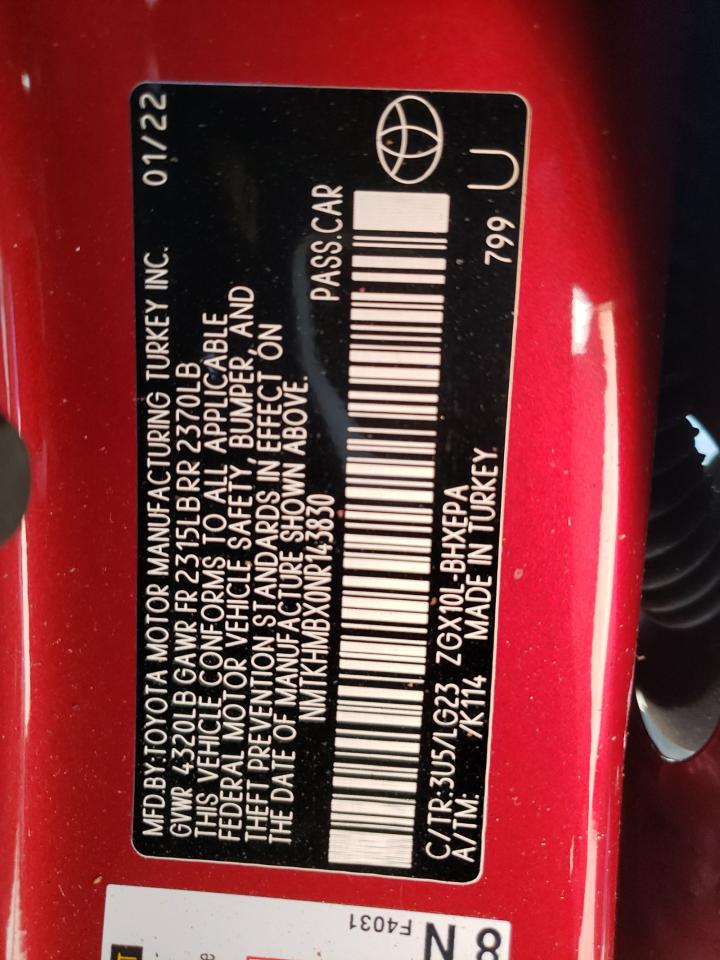 MFD.BY:TOYOTA MOTOR MANUFACTURING TURKEY INC. 01/22
GVWR 4320LB GAWR FR 2315LB RR 2370LB
THIS VEHICLE CONFORMS TO ALL APPLICABLE
FEDERAL MOTOR VEHICLE SAFETY, BUMPER, AND
THEFT PREVENTION STANDARDS IN EFFECT ON
THE DATE OF MANUFACTURE SHOWN ABOVE.
NMTKHMBX0NR143830 PASS.CAR
C/TR:3U5/LG23 ZGX10L-BHXEPA
A/TM: /K114 MADE IN TURKEY 799 U
F4031
8 N